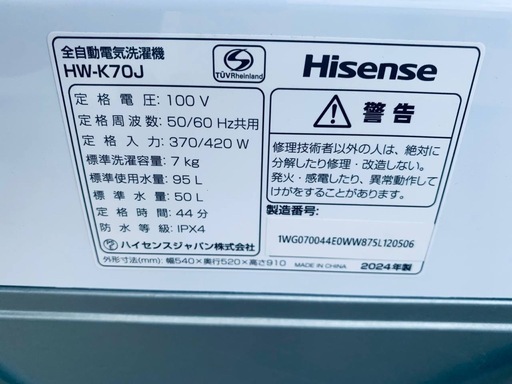 全自動電気洗濯機
HW-K70J
TÜVRheinland
Hisense
定格電圧: 100 V
定格周波数: 50/60 Hz共用
定格入力: 370/420 W
標準洗濯容量: 7 kg
標準使用水量: 95 L
標準水量: 50 L
定格時間: 44分
防水等級: IPX4
ハイセンスジャパン株式会社
外形寸法(mm): 幅540×奥行520×高さ910
警告
修理技術者以外の人は、絶対に
分解したり修理・改造しない。
発火・感電したり、異常動作して
けがをすることがあります。
製造番号:
1WG070044E0WW875L120506
MADE IN CHINA
2024年製